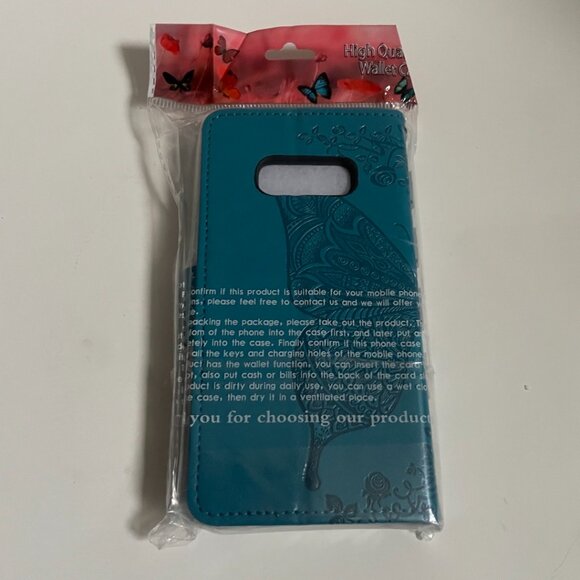 High Qua
Wallet C
confirm if this product is suitable for your mobile phone
ns, please feel free to contact us and we will offer y
e.
packing the package, please take out the product. T
tom of the phone into the case first, and later put as
etely into the case. Finally confirm if this phone case
all the keys and charging holes of the mobile phone.
duct has the wallet function, you can insert the card
ot, also put cash or bills into the back of the card sl
duct is dirty during daily use, you can use a wet clo
e case, then dry it in a ventilated place.
you for choosing our product